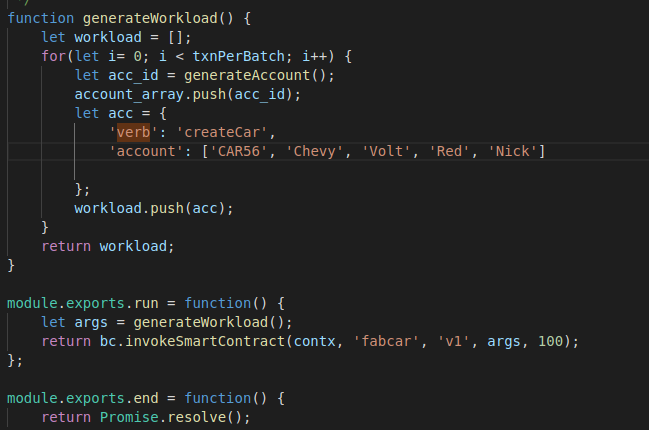 /
function generateWorkload() {
let workload = [];
for(let i= 0; i < txnPerBatch; i++) {
let acc_id = generateAccount();
account_array.push(acc_id);
let acc = {
'verb': 'createCar',
'account': ['CAR56', 'Chevy', 'Volt', 'Red', 'Nick']
};
workload.push(acc);
}
return workload;
}
module.exports.run = function() {
let args = generateWorkload();
return bc.invokeSmartContract(contx, 'fabcar', 'v1', args, 100);
};
module.exports.end = function() {
return Promise.resolve();